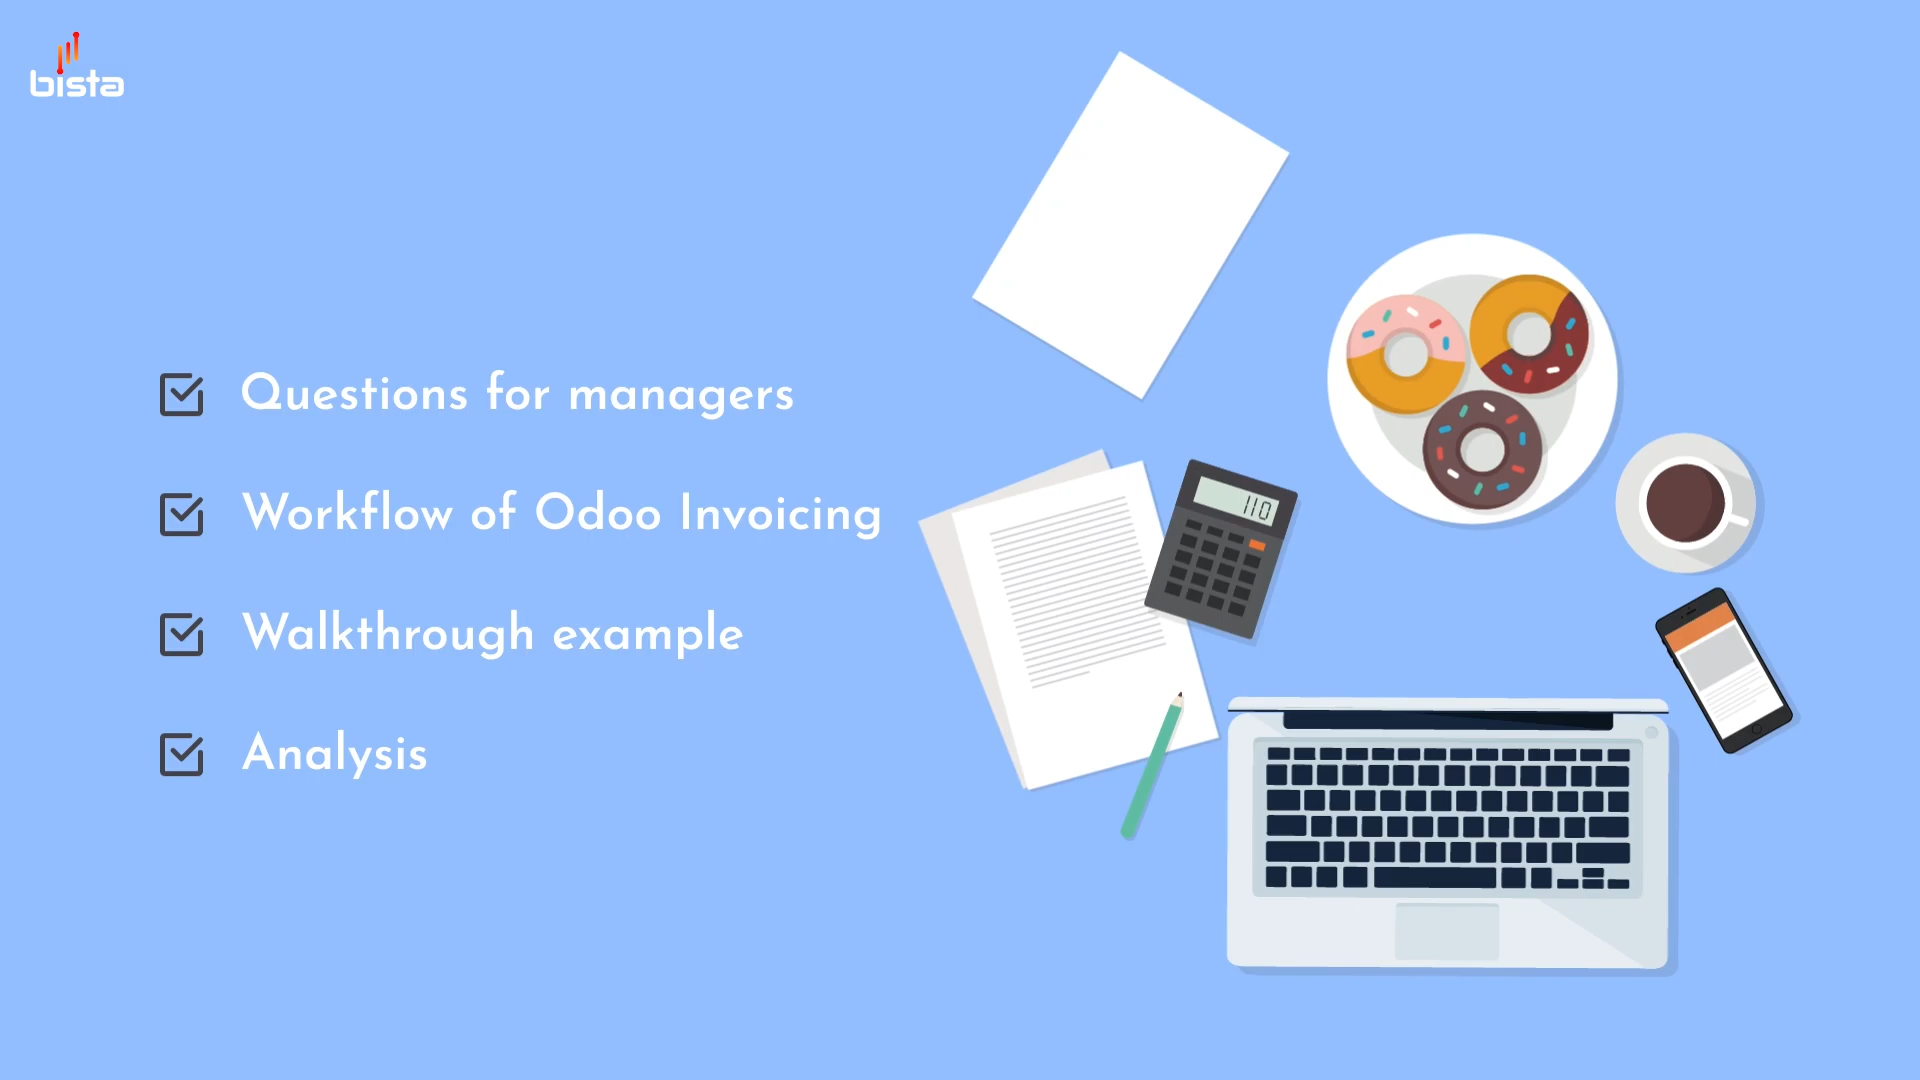 bista
Questions for managers
Workflow of Odoo Invoicing
Walkthrough example
Analysis
110